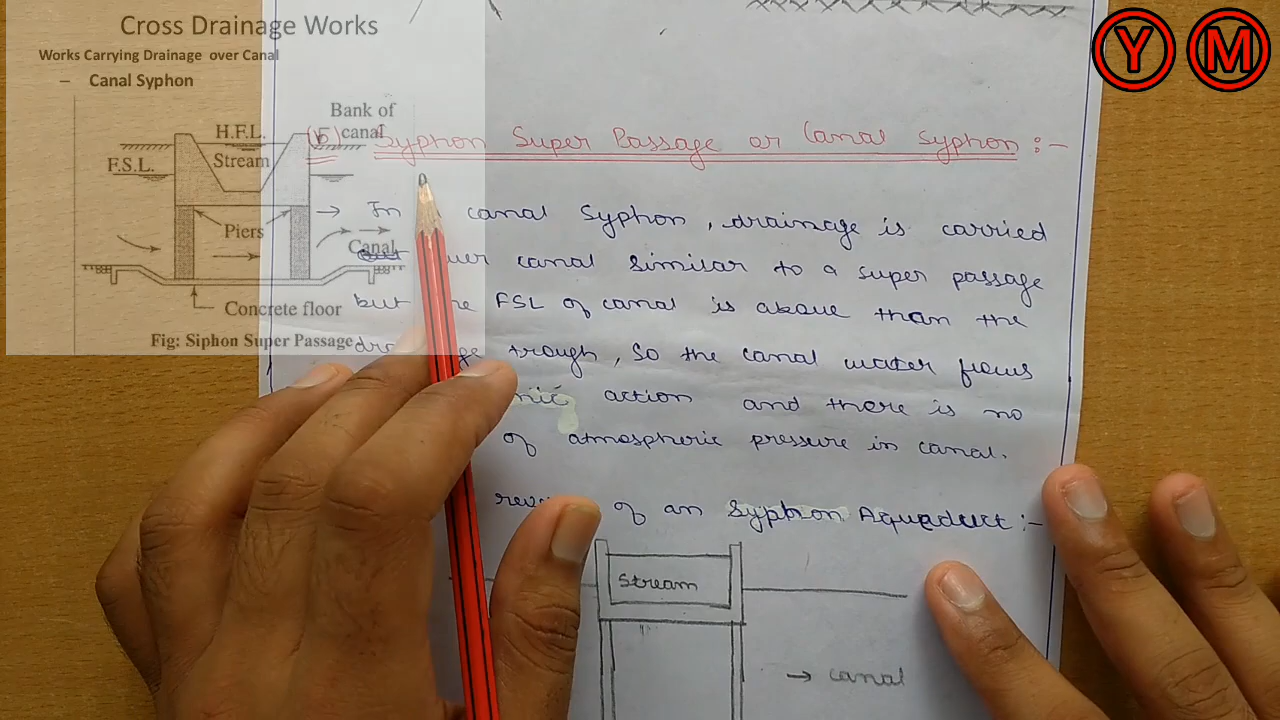 Cross Drainage Works
Works Carrying Drainage over Canal
– Canal Syphon
Bank of
canal
H.F.L.
Stream
F.S.L.
Piers
Canal
Concrete floor
Fig: Siphon Super Passage
Y M
(b) Syphon Super Passage or Canal Syphon :-
→ In canal Syphon, drainage is carried
canal similar to a super passage
but FSL of canal is above than the
trough, So the canal water flows
action and there is no
of atmospheric pressure in canal.
of an Syphon Aquaduct :-
Stream
→ canal